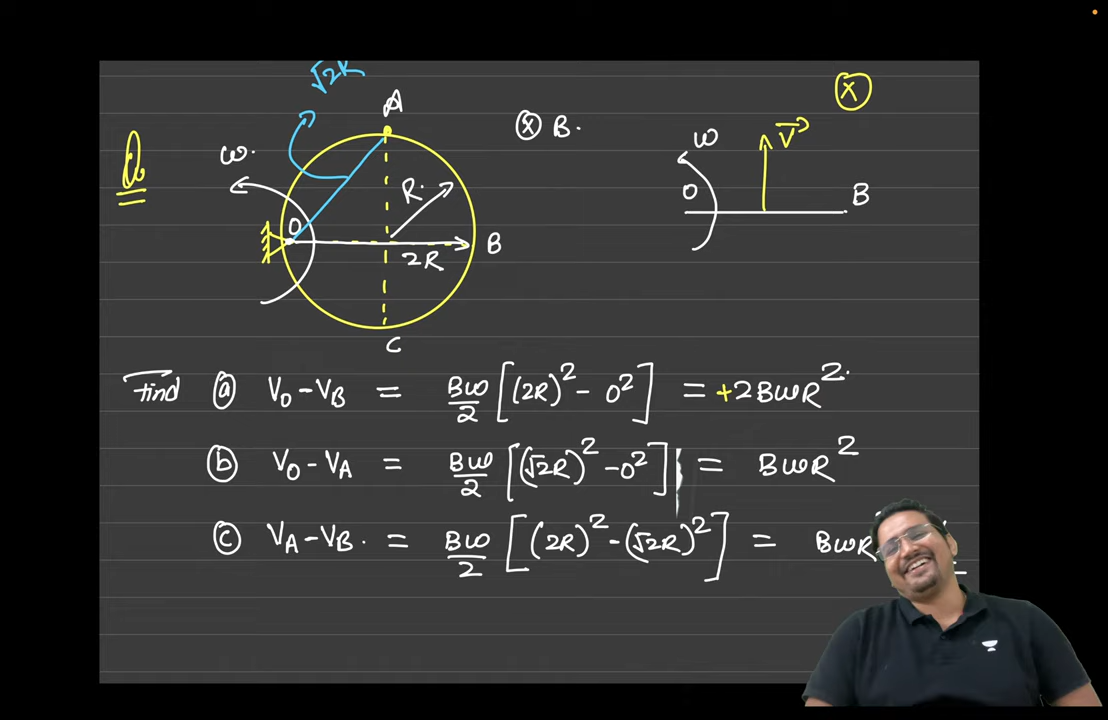 √2R
A
ⓧ B.
ⓧ
Q.
ω.
R.
O
2R
B
C
ω
V⃗
O
B
find ⓐ V₀ - V_B = Bω/2 [(2R)² - 0²] = +2BωR².
ⓑ V₀ - V_A = Bω/2 [(√2R)² - 0²] = BωR²
ⓒ V_A - V_B. = Bω/2 [(2R)² - (√2R)²] = BωR